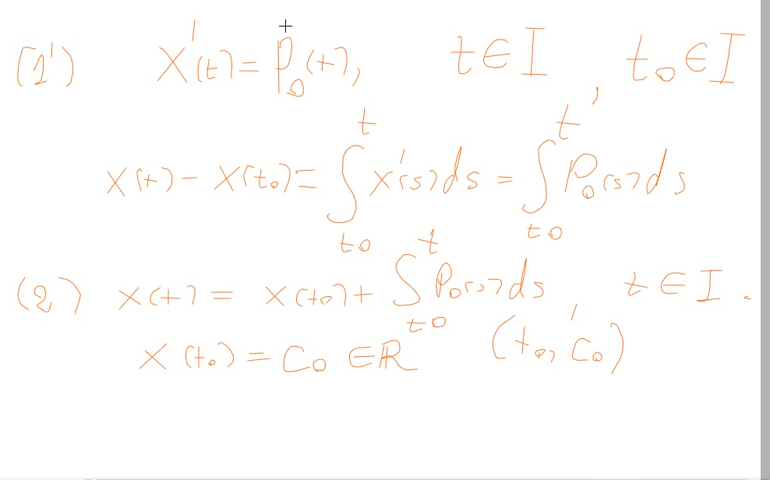 (1') x'(t) = P₀(t), t ∈ I, t₀ ∈ I
x(t) - x(t₀) = ∫_{t₀}^{t} x'(s)ds = ∫_{t₀}^{t} P₀(s)ds
(2) x(t) = x(t₀) + ∫_{t₀}^{t} P₀(s)ds, t ∈ I.
x(t₀) = C₀ ∈ ℝ (t₀, C₀)